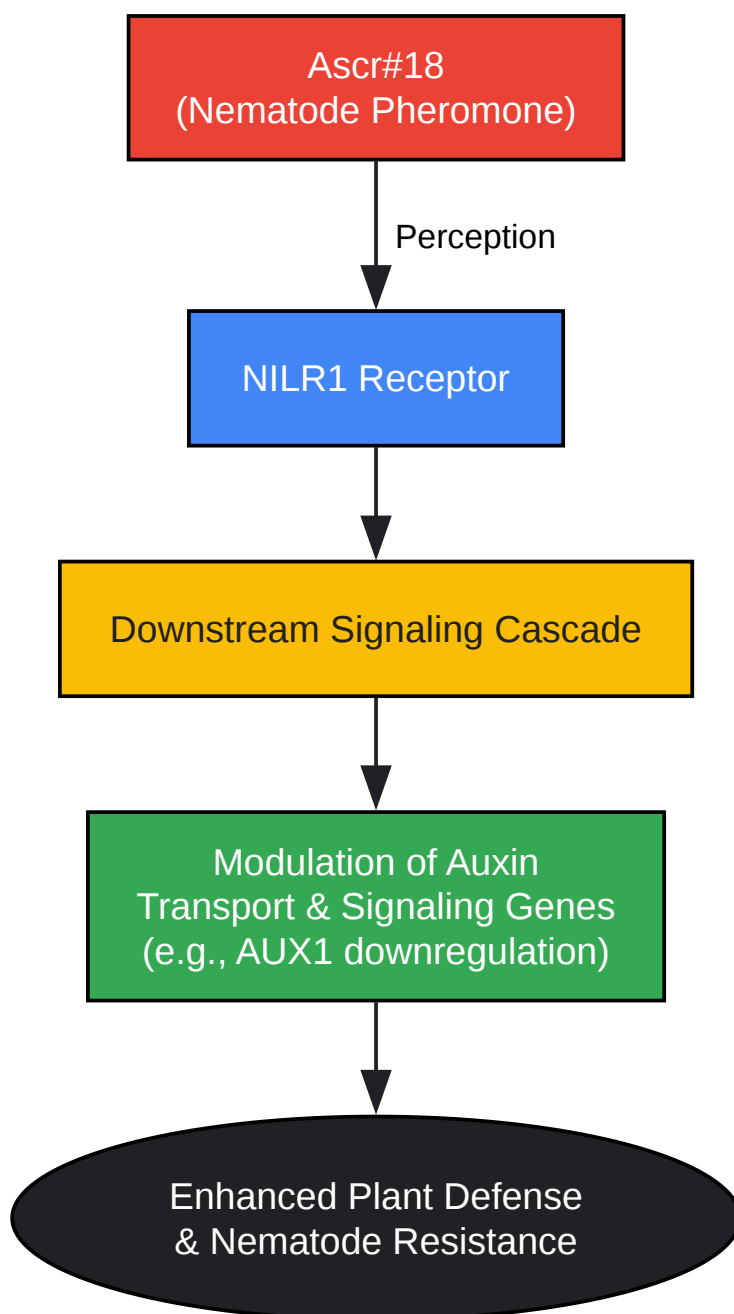 Ascr#18
(Nematode Pheromone)
Perception
NILR1 Receptor
Downstream Signaling Cascade
Modulation of Auxin
Transport & Signaling Genes
(e.g., AUX1 downregulation)
Enhanced Plant Defense
& Nematode Resistance